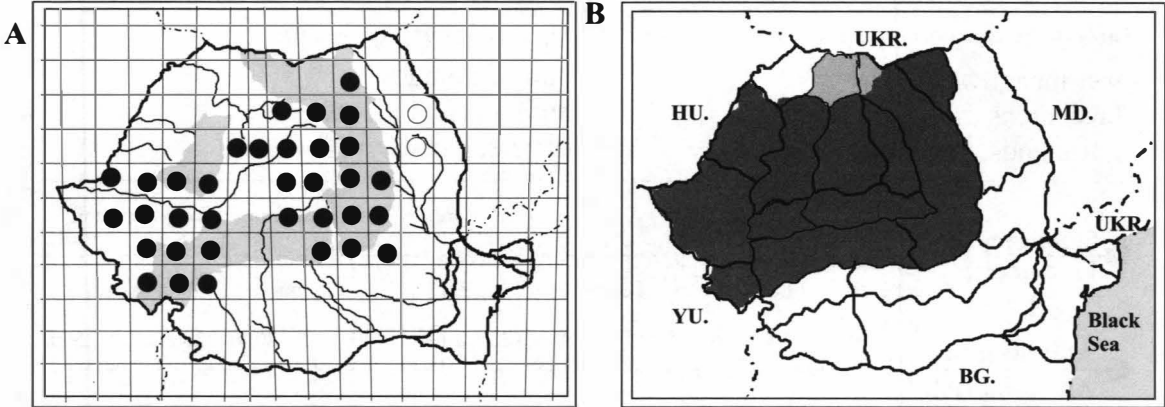 A
B
UKR.
HU.
MD.
UKR.
YU.
Black
Sea
BG.